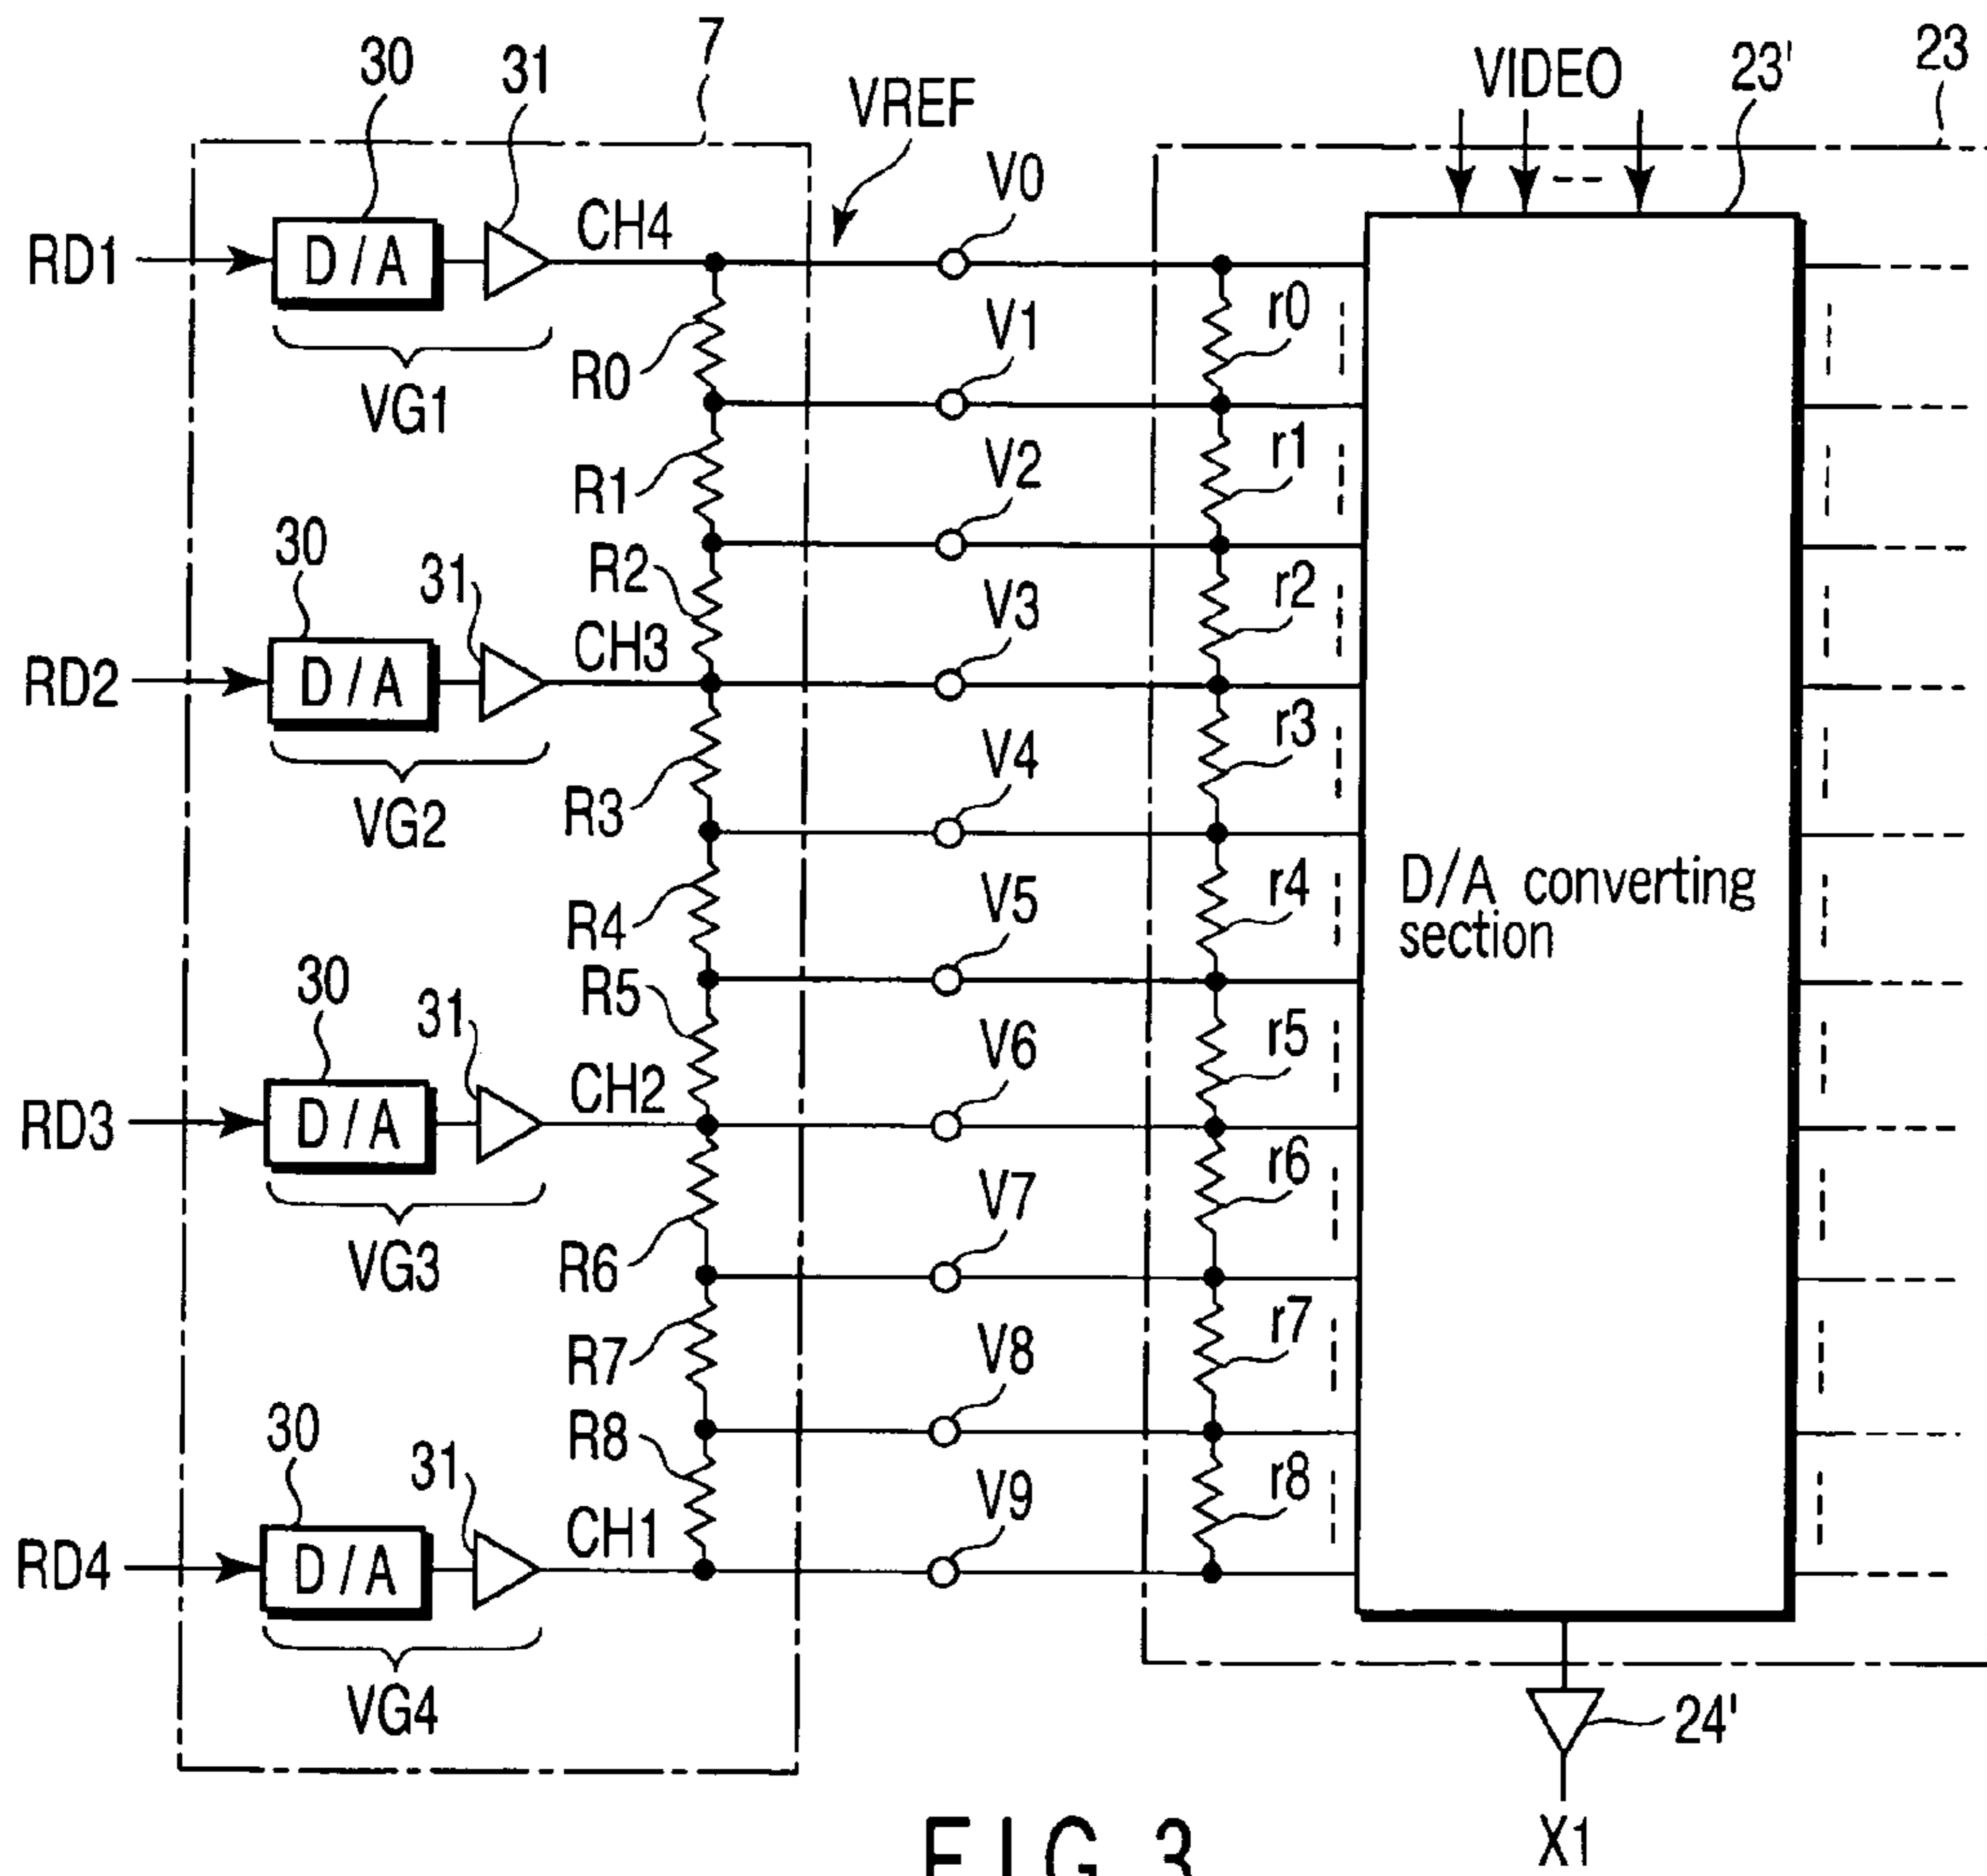 7
30
31
VREF
VIDEO
23'
23
V0
RD1
D/A
CH4
r0
V1
R0
VG1
r1
V2
R1
30
R2
31
r2
V3
CH3
RD2
D/A
r3
V4
R3
VG2
D/A converting
section
r4
V5
R4
30
R5
31
r5
V6
CH2
RD3
D/A
r6
V7
R6
VG3
r7
V8
R7
30
R8
31
r8
V9
CH1
RD4
D/A
VG4
24'
X1
FIG. 3